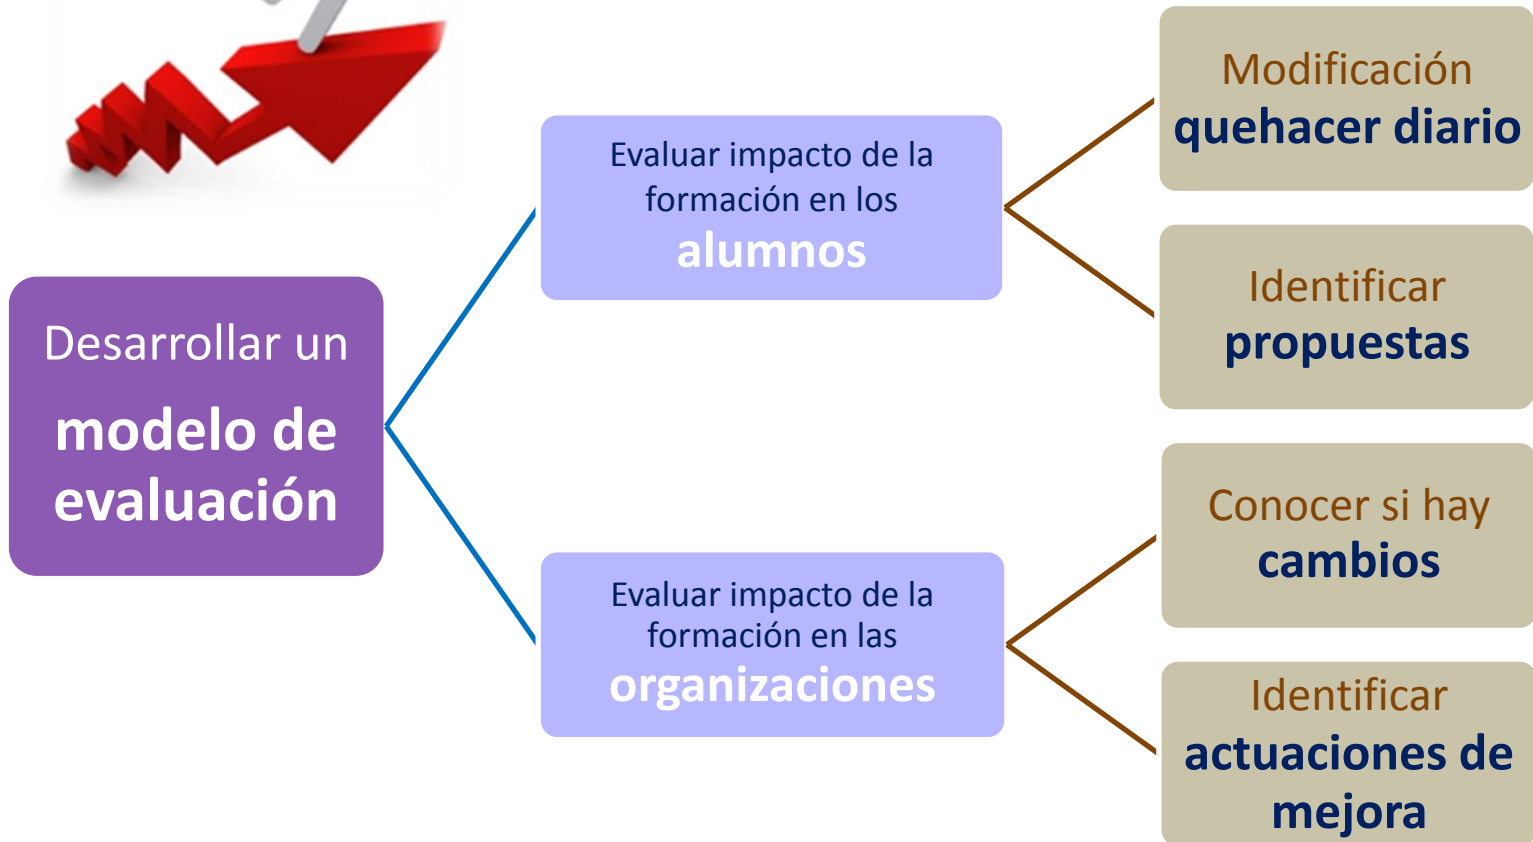 Desarrollar un
modelo de
evaluación
Evaluar impacto de la
formación en los
alumnos
Modificación
quehacer diario
Identificar
propuestas
Evaluar impacto de la
formación en las
organizaciones
Conocer si hay
cambios
Identificar
actuaciones de
mejora